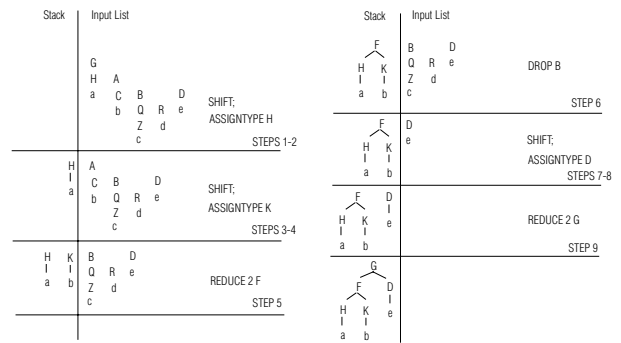 Stack Input List
G
H A
a C B D
b Q R e
Z d
c
SHIFT;
ASSIGNTYPE H
STEPS 1-2
H A
a C B D
b Q R e
Z d
c
SHIFT;
ASSIGNTYPE K
STEPS 3-4
H K B D
a b Q R e
Z d
c
REDUCE 2 F
STEP 5
Stack Input List
F B D
H K Q R e
a b Z d
c
DROP B
STEP 6
F D
H K e
a b
SHIFT;
ASSIGNTYPE D
STEPS 7-8
F D
H K e
a b
REDUCE 2 G
STEP 9
G
F D
H K e
a b